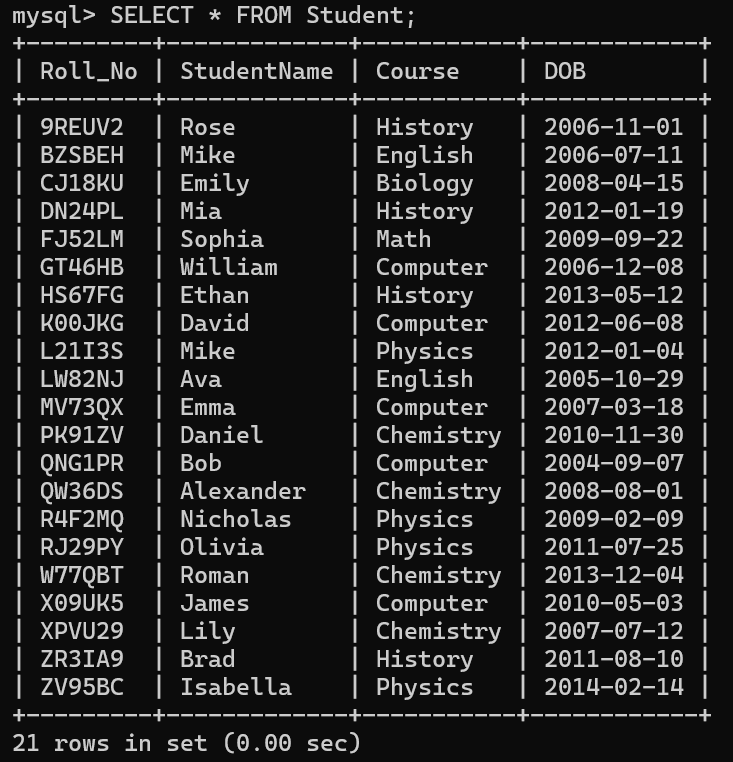 mysql> SELECT * FROM Student;
+---------+-------------+-----------+------------+
| Roll_No | StudentName | Course    | DOB        |
+---------+-------------+-----------+------------+
| 9REUV2  | Rose        | History   | 2006-11-01 |
| BZSBEH  | Mike        | English   | 2006-07-11 |
| CJ18KU  | Emily       | Biology   | 2008-04-15 |
| DN24PL  | Mia         | History   | 2012-01-19 |
| FJ52LM  | Sophia      | Math      | 2009-09-22 |
| GT46HB  | William     | Computer  | 2006-12-08 |
| HS67FG  | Ethan       | History   | 2013-05-12 |
| K00JKG  | David       | Computer  | 2012-06-08 |
| L21I3S  | Mike        | Physics   | 2012-01-04 |
| LW82NJ  | Ava         | English   | 2005-10-29 |
| MV73QX  | Emma        | Computer  | 2007-03-18 |
| PK91ZV  | Daniel      | Chemistry | 2010-11-30 |
| QNG1PR  | Bob         | Computer  | 2004-09-07 |
| QW36DS  | Alexander   | Chemistry | 2008-08-01 |
| R4F2MQ  | Nicholas    | Physics   | 2009-02-09 |
| RJ29PY  | Olivia      | Physics   | 2011-07-25 |
| W77QBT  | Roman       | Chemistry | 2013-12-04 |
| X09UK5  | James       | Computer  | 2010-05-03 |
| XPVU29  | Lily        | Chemistry | 2007-07-12 |
| ZR3IA9  | Brad        | History   | 2011-08-10 |
| ZV95BC  | Isabella    | Physics   | 2014-02-14 |
+---------+-------------+-----------+------------+
21 rows in set (0.00 sec)